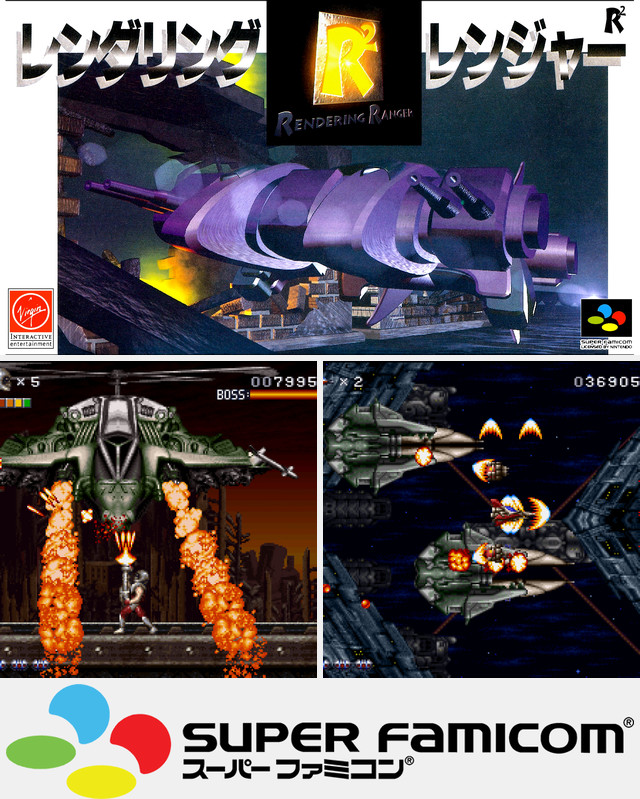 レンダリング レンジャー R²
R²
RENDERING RANGER
Virgin
INTERACTIVE
entertainment
SUPER FAMICOM
LICENSED BY NINTENDO
×5
007995
BOSS:
×2
036905
SUPER FAMICOM®
スーパーファミコン®